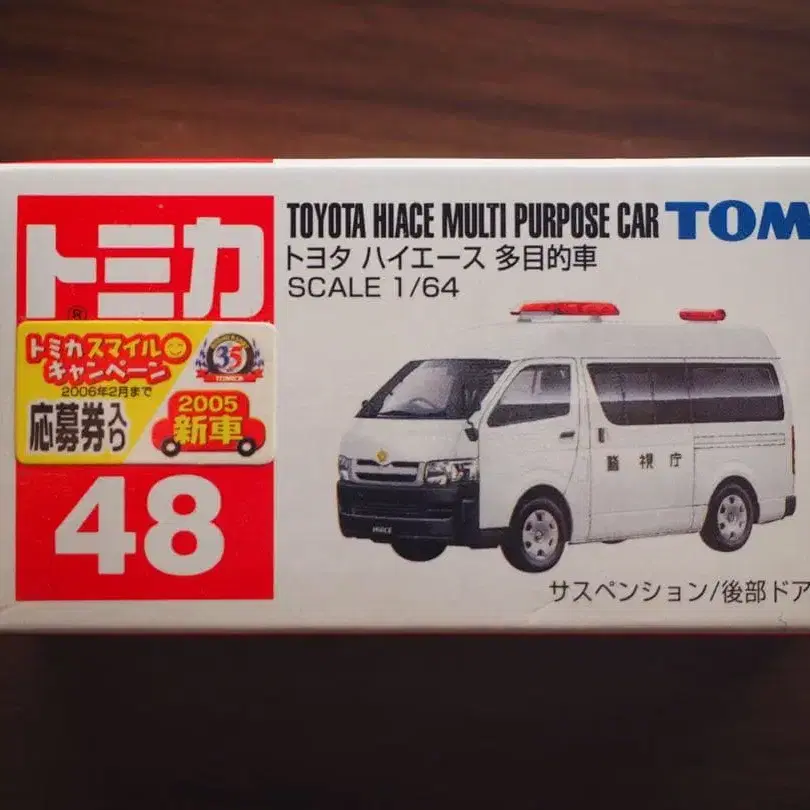 TOYOTA HIACE MULTI PURPOSE CAR TOM
トヨタ ハイエース 多目的車
SCALE 1/64
トミカ
®
トミカスマイル
キャンペーン
2006年2月まで
応募券入り
35
TOMICA
2005
新車
48
警視庁
HIACE
サスペンション/後部ドア